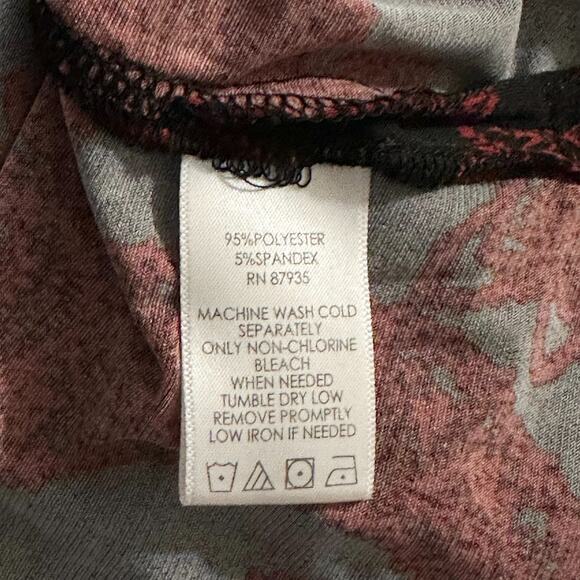 95%POLYESTER
5%SPANDEX
RN 87935
MACHINE WASH COLD
SEPARATELY
ONLY NON-CHLORINE
BLEACH
WHEN NEEDED
TUMBLE DRY LOW
REMOVE PROMPTLY
LOW IRON IF NEEDED